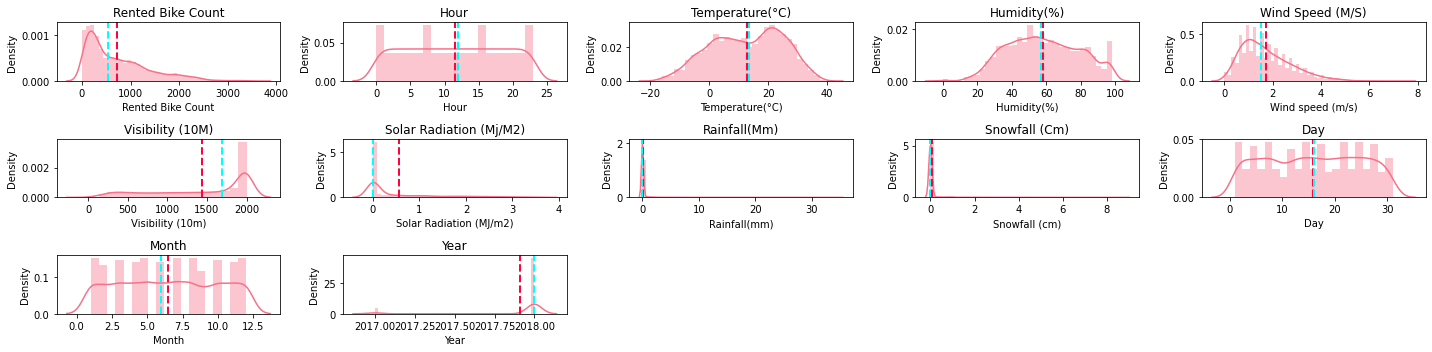 Rented Bike Count
Density
0.001
0.000
0 1000 2000 3000 4000
Rented Bike Count
Hour
Density
0.05
0.00
0 5 10 15 20 25
Hour
Temperature(°C)
Density
0.02
0.00
−20 0 20 40
Temperature(°C)
Humidity(%)
Density
0.02
0.00
0 20 40 60 80 100
Humidity(%)
Wind Speed (M/S)
Density
0.5
0.0
0 2 4 6 8
Wind speed (m/s)
Visibility (10M)
Density
0.002
0.000
0 500 1000 1500 2000
Visibility (10m)
Solar Radiation (Mj/M2)
Density
5
0
0 1 2 3 4
Solar Radiation (MJ/m2)
Rainfall(Mm)
Density
2
0
0 10 20 30
Rainfall(mm)
Snowfall (Cm)
Density
5
0
0 2 4 6 8
Snowfall (cm)
Day
Density
0.05
0.00
0 10 20 30
Day
Month
Density
0.1
0.0
0.0 2.5 5.0 7.5 10.0 12.5
Month
Year
Density
25
0
2017.00 2017.25 2017.50 2017.75 2018.00
Year